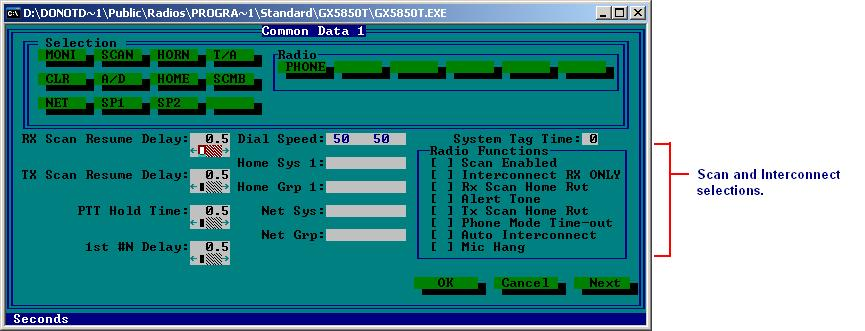 D:\DONOTD~1\Public\Radios\PROGRA~1\Standard\GX5850T\GX5850T.EXE
Common Data 1
Selection
MONI SCAN HORN T/A
CLR A/D HOME SCMB
NET SP1 SP2
Radio
PHONE
RX Scan Resume Delay: 0.5
TX Scan Resume Delay: 0.5
PTT Hold Time: 0.5
1st #N Delay: 0.5
Dial Speed: 50 50
Home Sys 1:
Home Grp 1:
Net Sys:
Net Grp:
System Tag Time: 0
Radio Functions
[ ] Scan Enabled
[ ] Interconnect RX ONLY
[ ] Rx Scan Home Rvt
[ ] Alert Tone
[ ] Tx Scan Home Rvt
[ ] Phone Mode Time-out
[ ] Auto Interconnect
[ ] Mic Hang
OK Cancel Next
Seconds
Scan and Interconnect
selections.